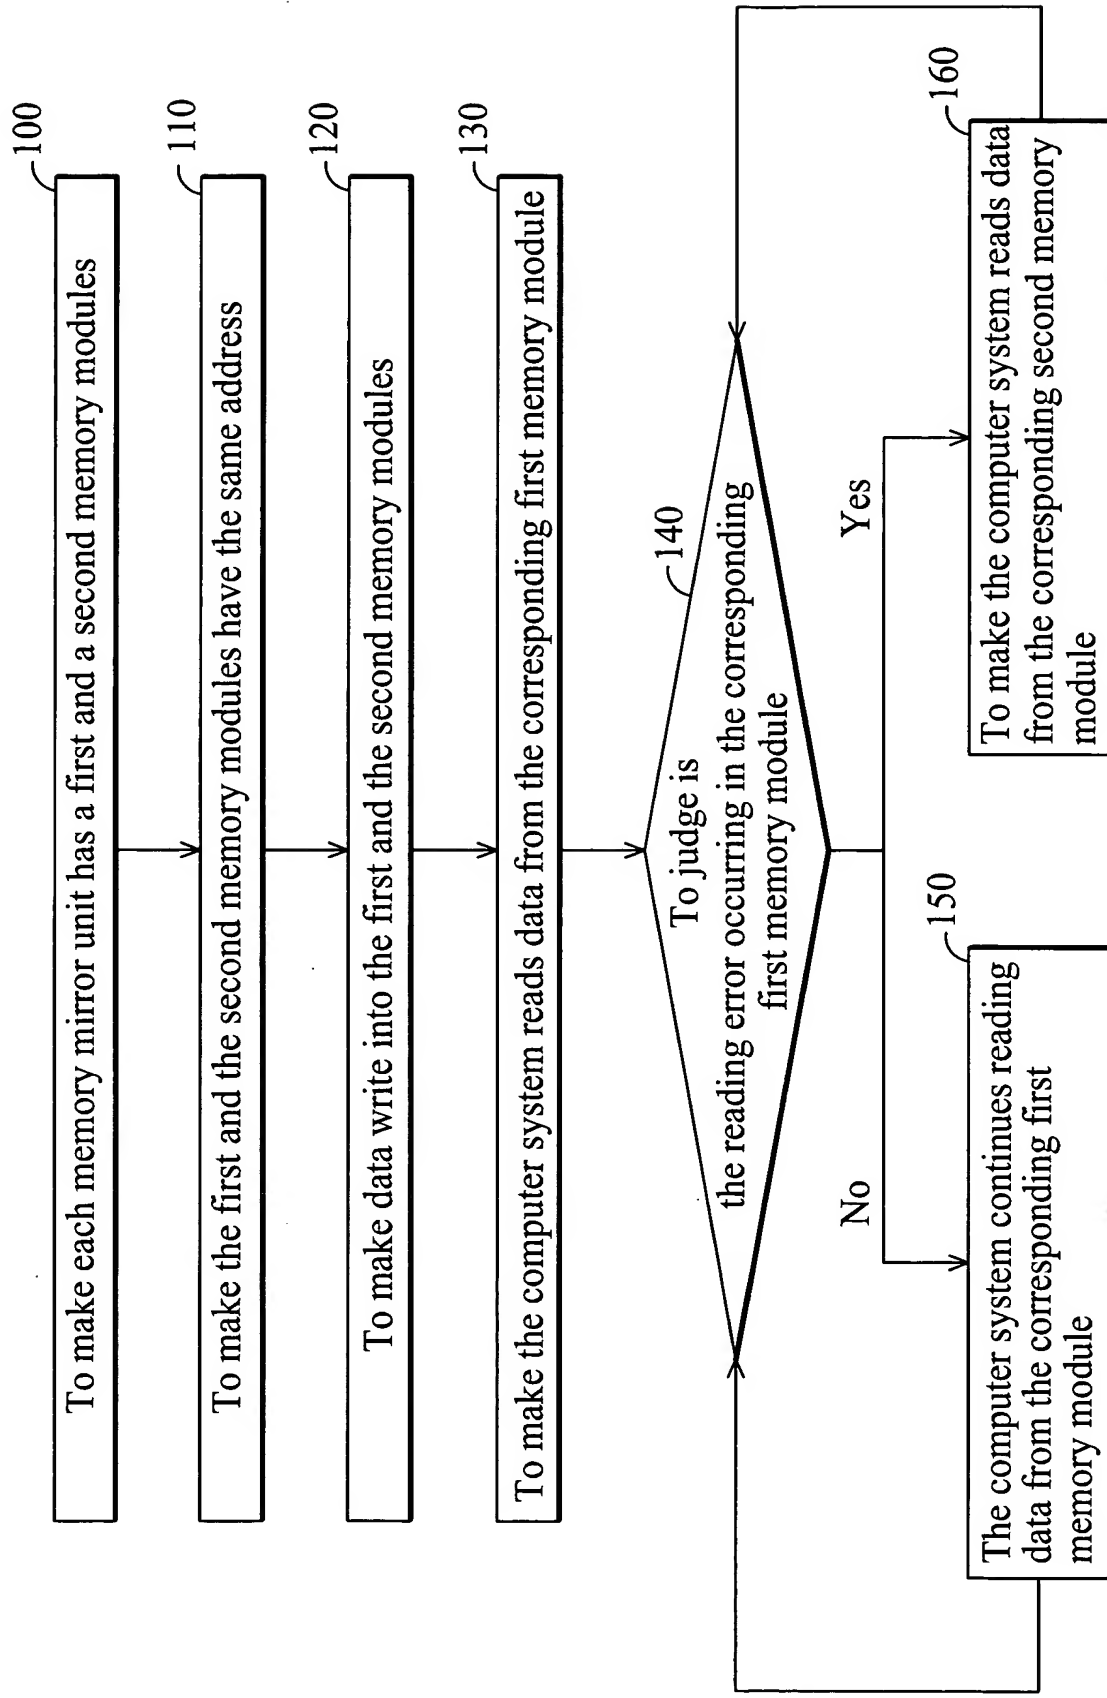 100
To make each memory mirror unit has a first and a second memory modules
110
To make the first and the second memory modules have the same address
120
To make data write into the first and the second memory modules
130
To make the computer system reads data from the corresponding first memory module
140
To judge is
the reading error occurring in the corresponding
first memory module
No
Yes
150
The computer system continues reading
data from the corresponding first
memory module
160
To make the computer system reads data
from the corresponding second memory
module